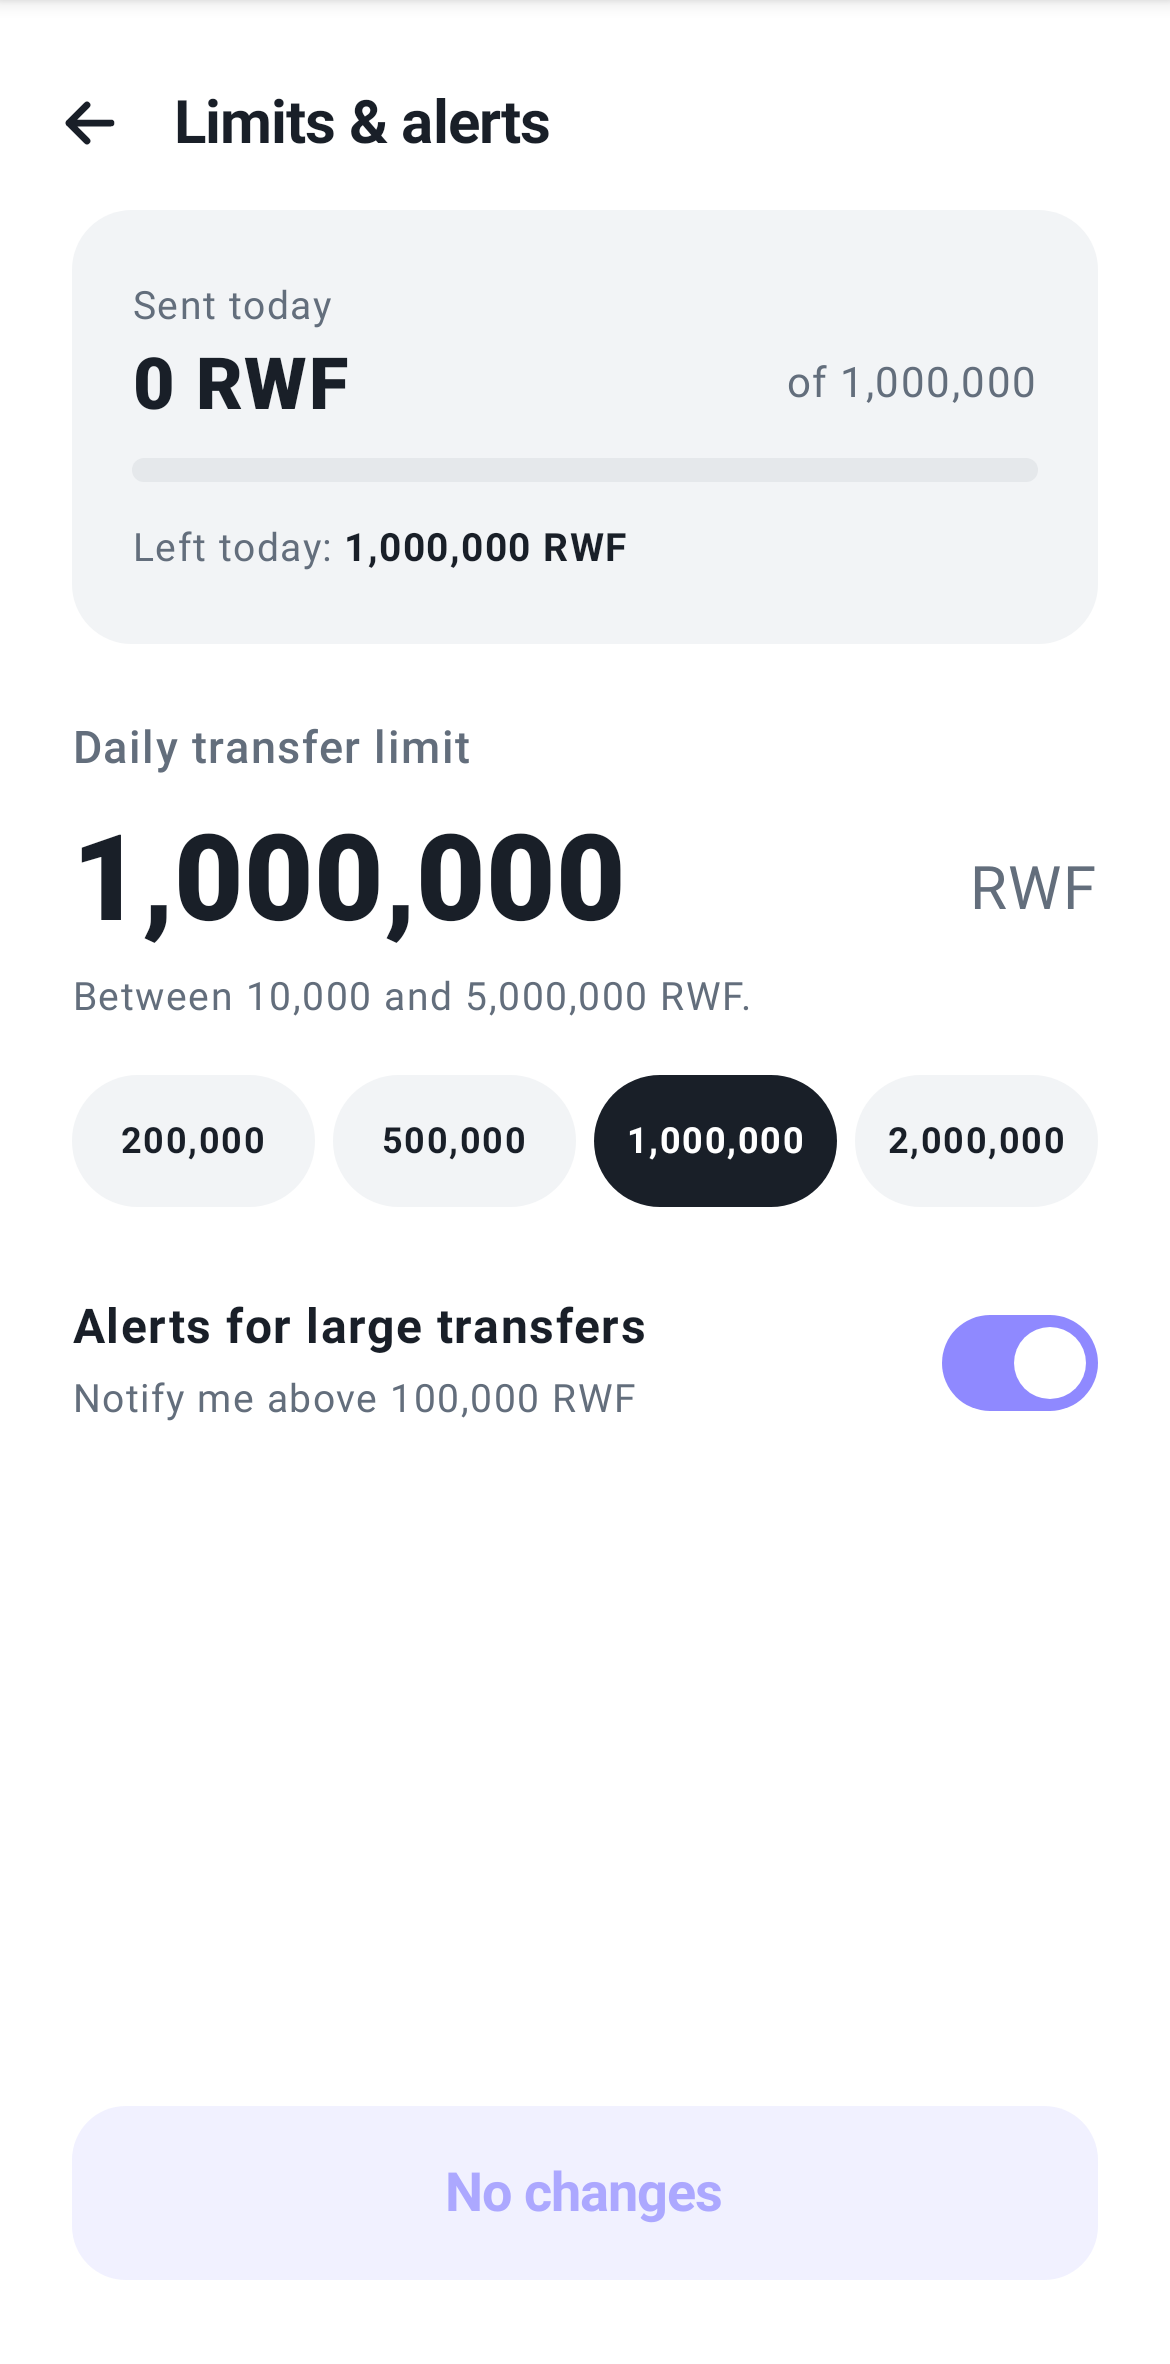 Limits & alerts
Sent today
0 RWF
of 1,000,000
Left today: 1,000,000 RWF
Daily transfer limit
1,000,000
RWF
Between 10,000 and 5,000,000 RWF.
200,000
500,000
1,000,000
2,000,000
Alerts for large transfers
Notify me above 100,000 RWF
No changes